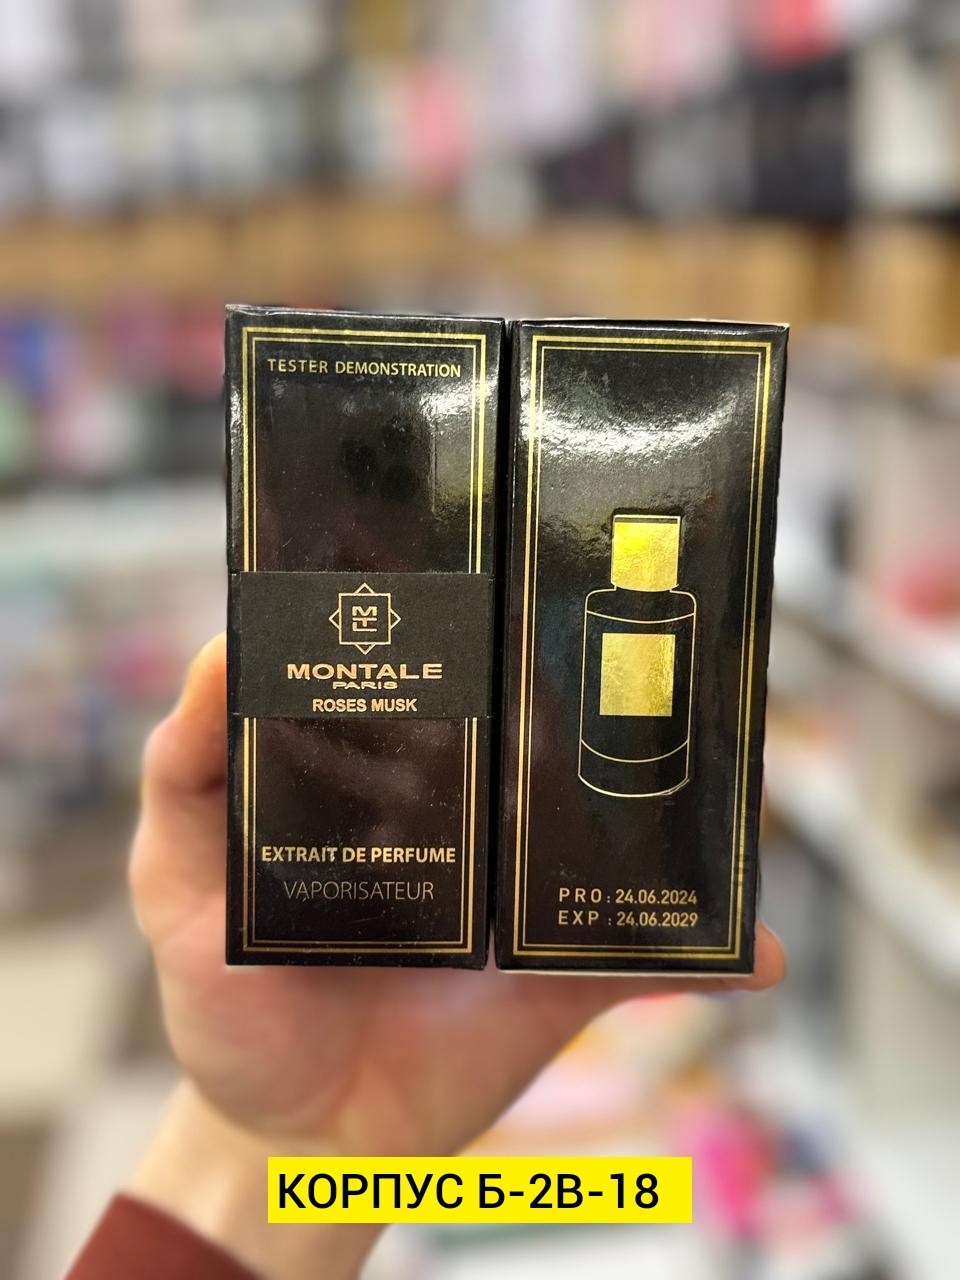 TESTER DEMONSTRATION
MTL
MONTALE
PARIS
ROSES MUSK
EXTRAIT DE PERFUME
VAPORISATEUR
PRO : 24.06.2024
EXP : 24.06.2029
КОРПУС Б-2В-18